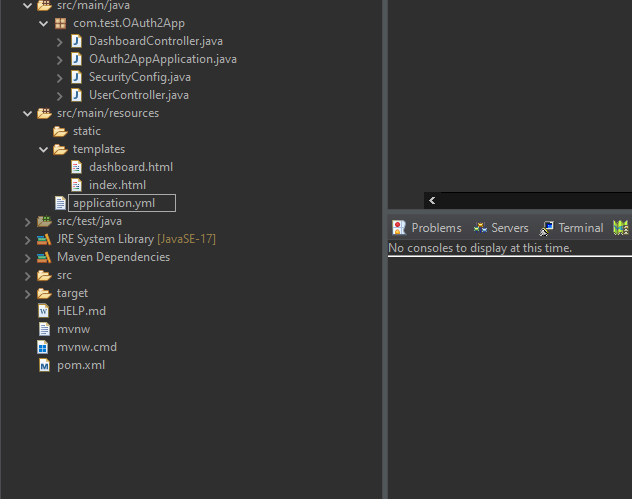 src/main/java
com.test.OAuth2App
DashboardController.java
OAuth2AppApplication.java
SecurityConfig.java
UserController.java
src/main/resources
static
templates
dashboard.html
index.html
application.yml
src/test/java
JRE System Library [JavaSE-17]
Maven Dependencies
src
target
HELP.md
mvnw
mvnw.cmd
pom.xml
Problems Servers Terminal
No consoles to display at this time.